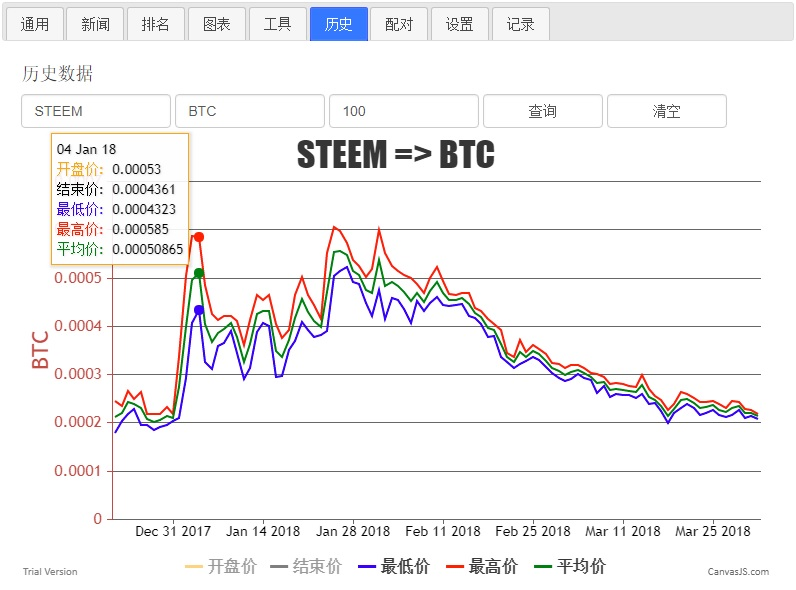 通用 新闻 排名 图表 工具 历史 配对 设置 记录
历史数据
STEEM BTC 100 查询 清空
STEEM => BTC
04 Jan 18
开盘价: 0.00053
结束价: 0.0004361
最低价: 0.0004323
最高价: 0.000585
平均价: 0.00050865
0.0005
0.0004
0.0003
0.0002
0.0001
0
BTC
Dec 31 2017 Jan 14 2018 Jan 28 2018 Feb 11 2018 Feb 25 2018 Mar 11 2018 Mar 25 2018
开盘价 结束价 最低价 最高价 平均价
Trial Version CanvasJS.com